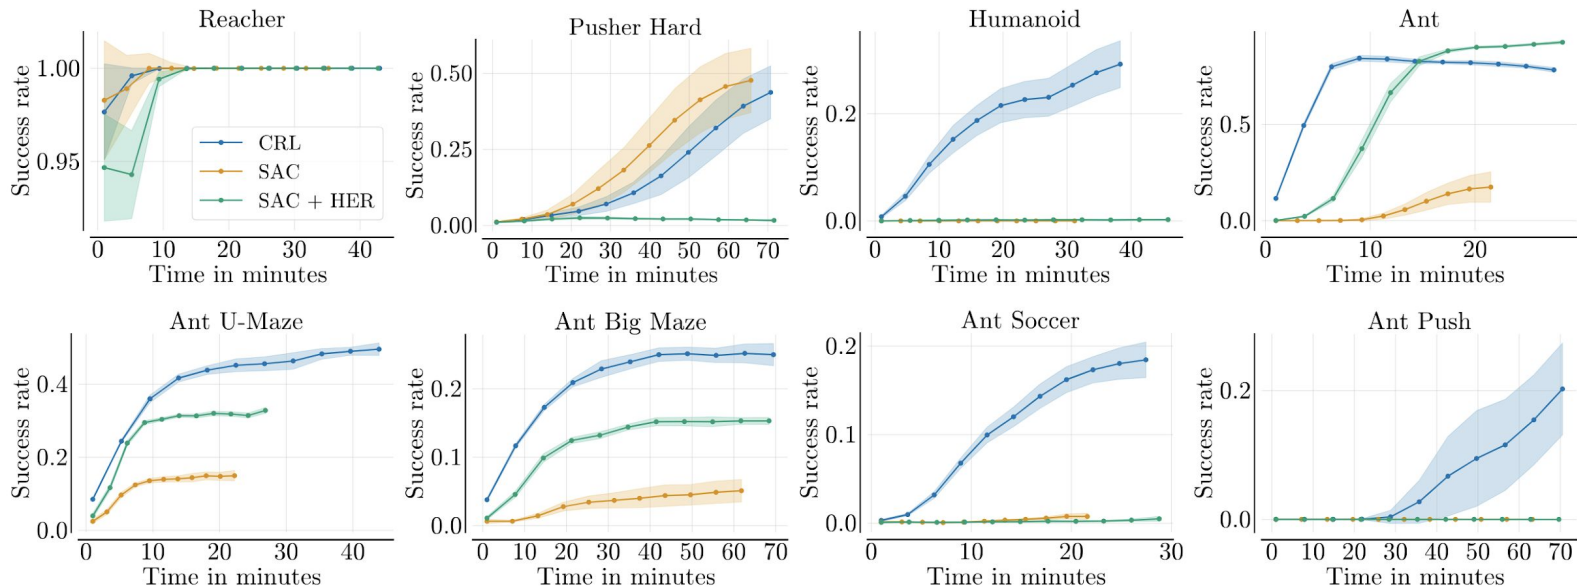 Reacher
Success rate
1.00
0.95
CRL
SAC
SAC + HER
0 10 20 30 40
Time in minutes
Pusher Hard
Success rate
0.50
0.25
0.00
0 10 20 30 40 50 60 70
Time in minutes
Humanoid
Success rate
0.2
0.0
0 10 20 30 40
Time in minutes
Ant
Success rate
0.5
0.0
0 10 20
Time in minutes
Ant U-Maze
Success rate
0.4
0.2
0.0
0 10 20 30 40
Time in minutes
Ant Big Maze
Success rate
0.2
0.1
0.0
0 10 20 30 40 50 60 70
Time in minutes
Ant Soccer
Success rate
0.2
0.1
0.0
0 10 20 30
Time in minutes
Ant Push
Success rate
0.2
0.0
0 10 20 30 40 50 60 70
Time in minutes